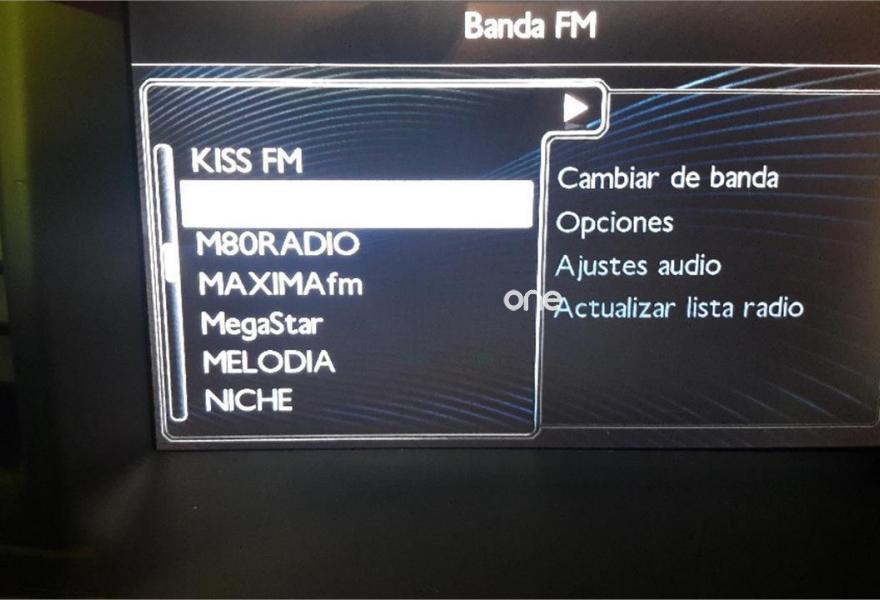 Banda FM
KISS FM
M80RADIO
MAXIMAfm
MegaStar
MELODIA
NICHE
Cambiar de banda
Opciones
Ajustes audio
one
Actualizar lista radio